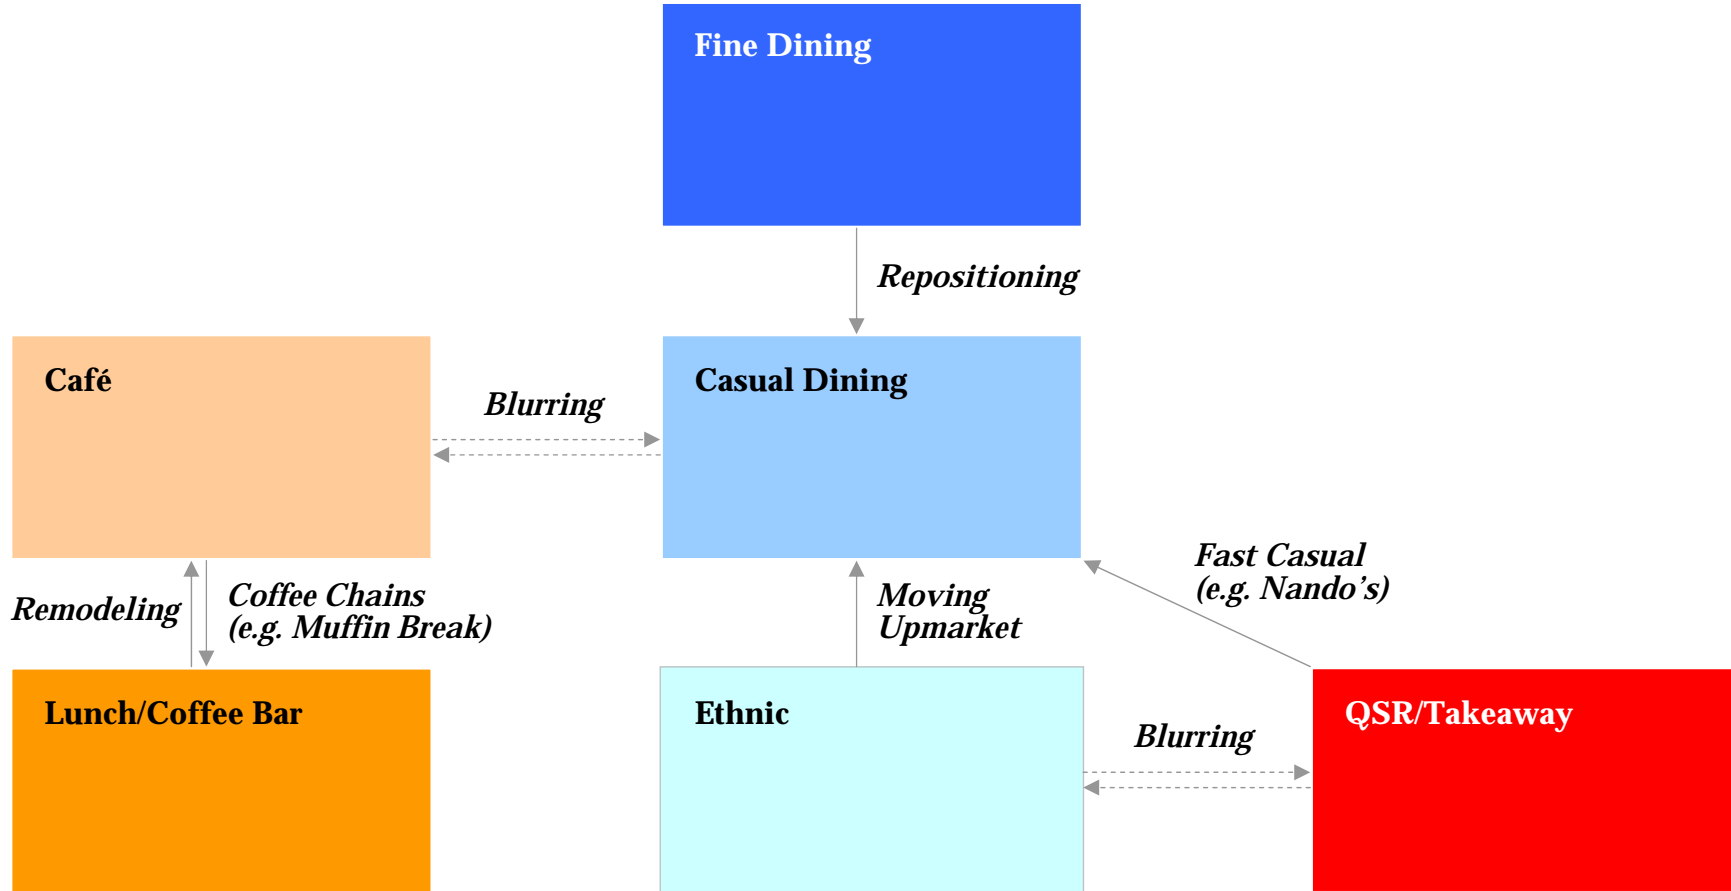 Fine Dining
Repositioning
Café
Blurring
Casual Dining
Remodeling
Coffee Chains
(e.g. Muffin Break)
Moving
Upmarket
Fast Casual
(e.g. Nando’s)
Lunch/Coffee Bar
Ethnic
Blurring
QSR/Takeaway